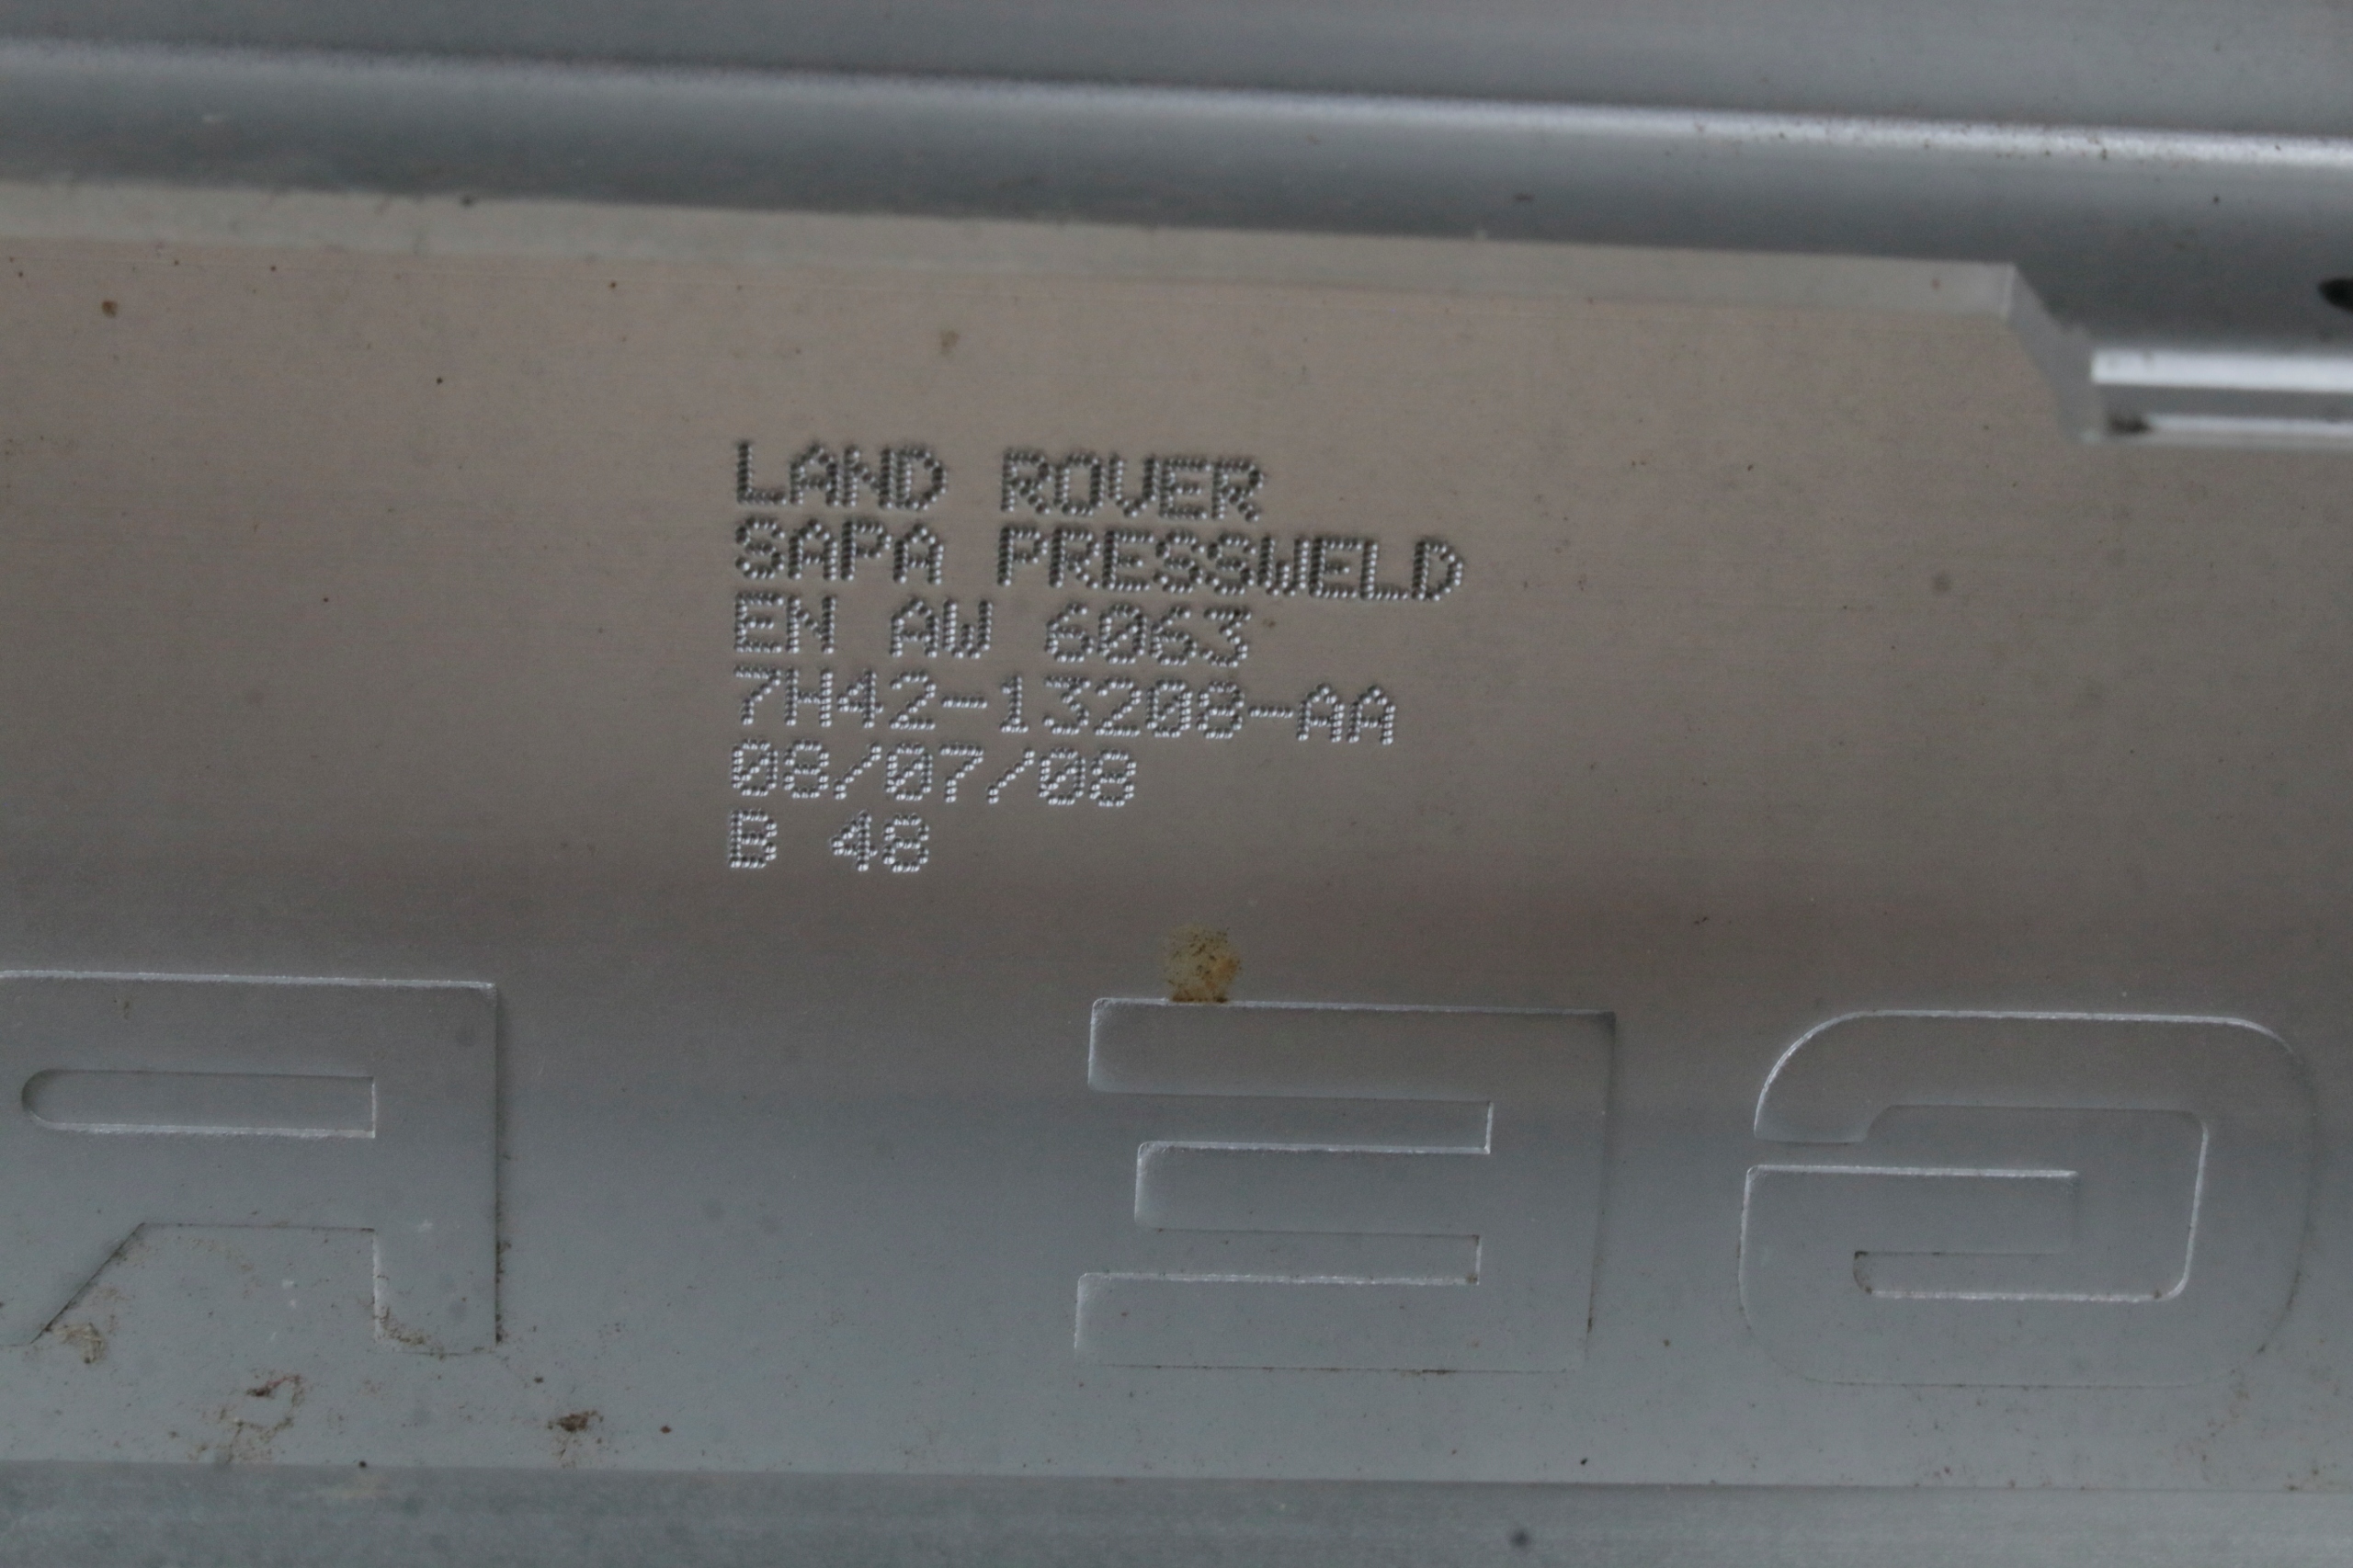 LAND ROVER
SAPA PRESSWELD
EN AW 6063
7H42-13208-AA
08/07/08
B 48
R E G